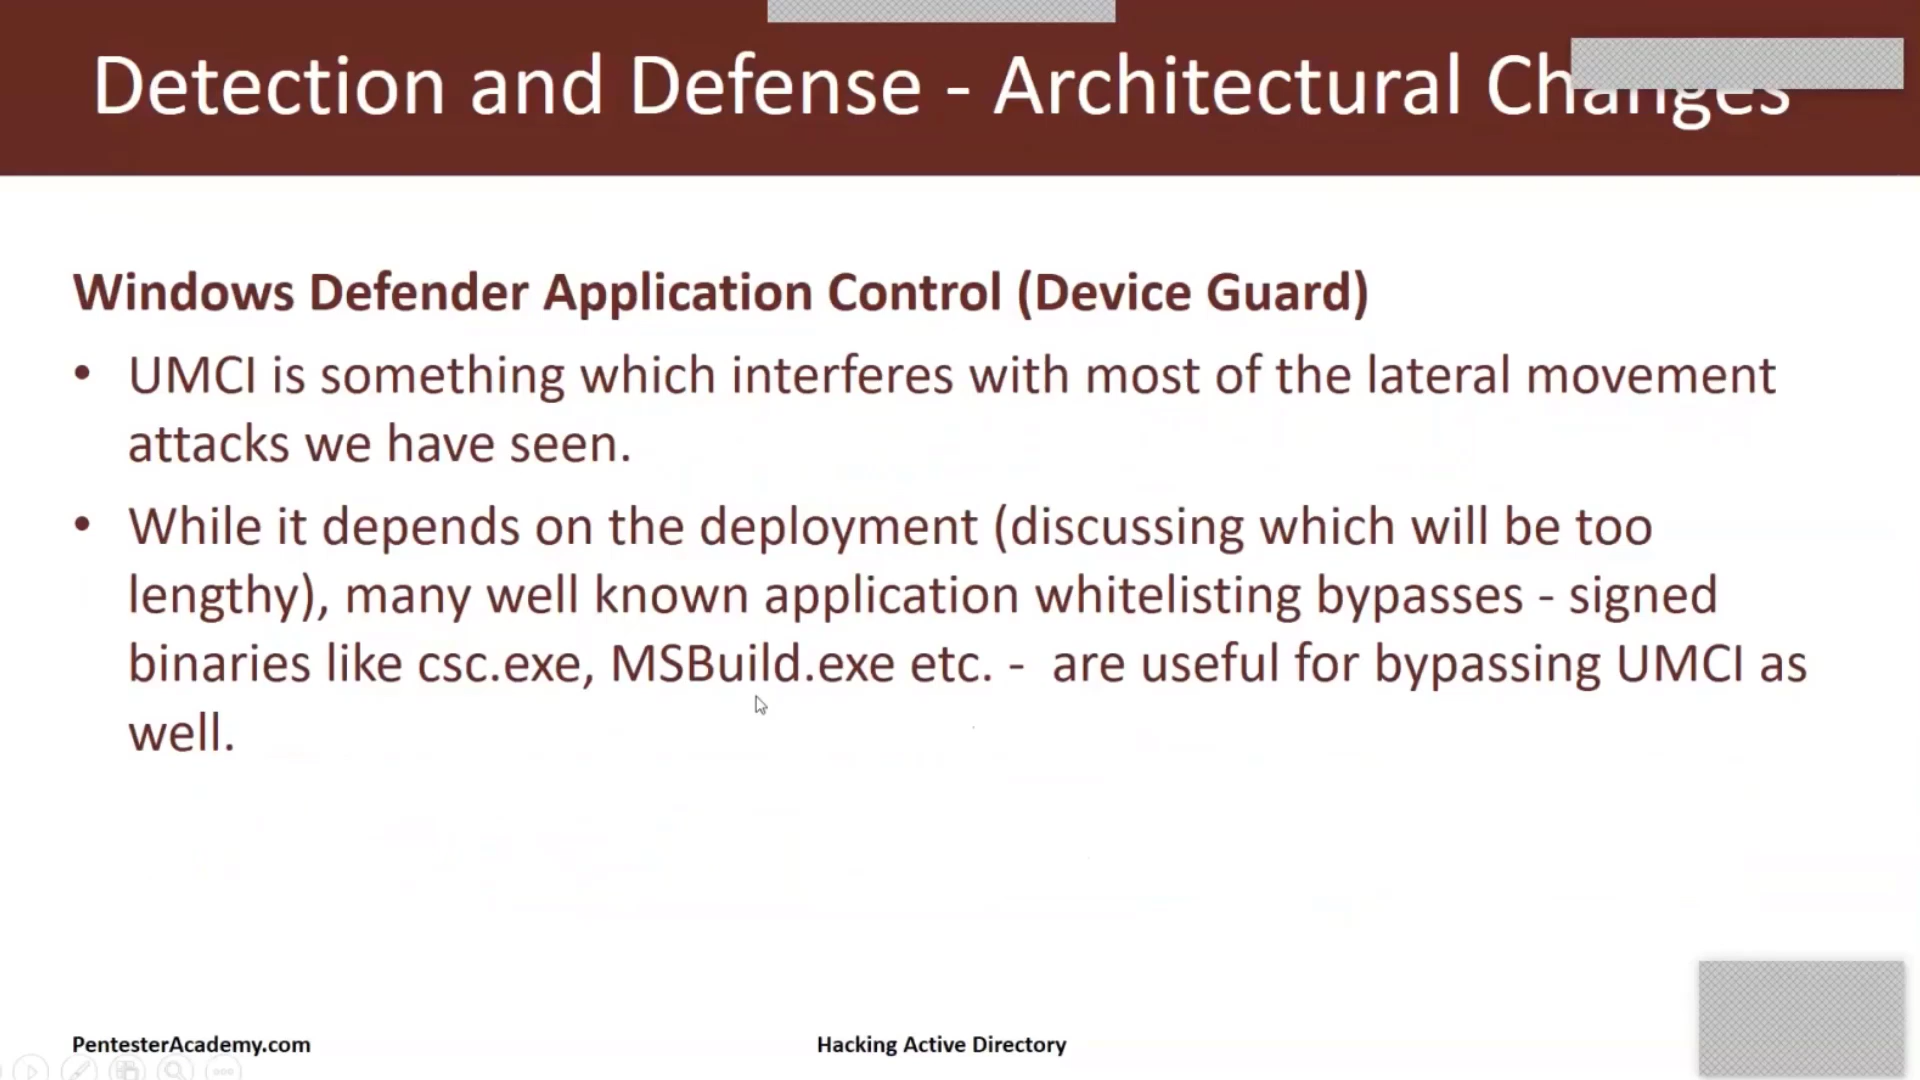 Detection and Defense - Architectural Changes
Windows Defender Application Control (Device Guard)
• UMCI is something which interferes with most of the lateral movement
attacks we have seen.
• While it depends on the deployment (discussing which will be too
lengthy), many well known application whitelisting bypasses - signed
binaries like csc.exe, MSBuild.exe etc. - are useful for bypassing UMCI as
well.
PentesterAcademy.com
Hacking Active Directory